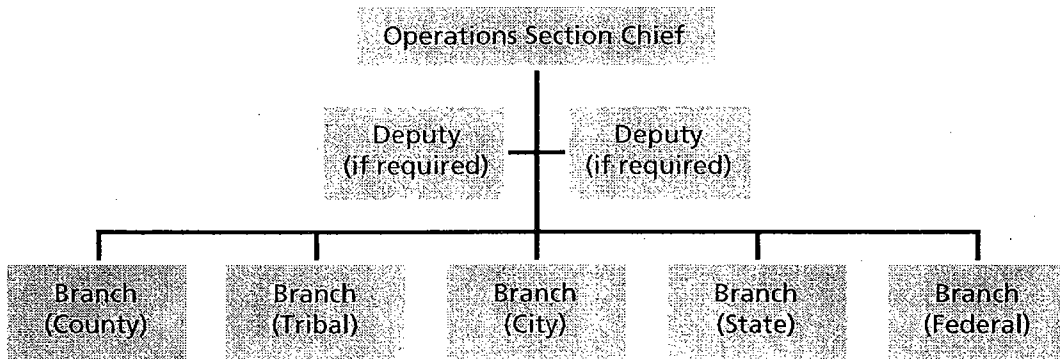 Operations Section Chief
Deputy
(if required)
Deputy
(if required)
Branch
(County)
Branch
(Tribal)
Branch
(City)
Branch
(State)
Branch
(Federal)